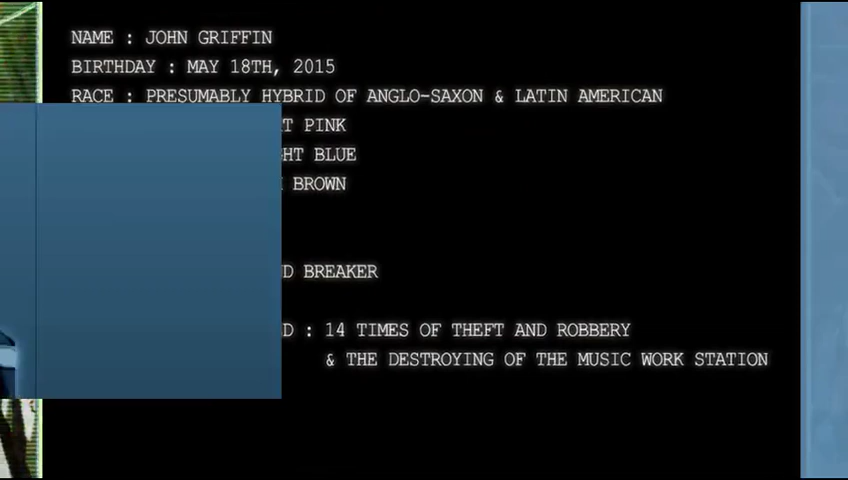 NAME : JOHN GRIFFIN
BIRTHDAY : MAY 18TH, 2015
RACE : PRESUMABLY HYBRID OF ANGLO-SAXON & LATIN AMERICAN
PINK
BLUE
BROWN
BREAKER
: 14 TIMES OF THEFT AND ROBBERY
& THE DESTROYING OF THE MUSIC WORK STATION